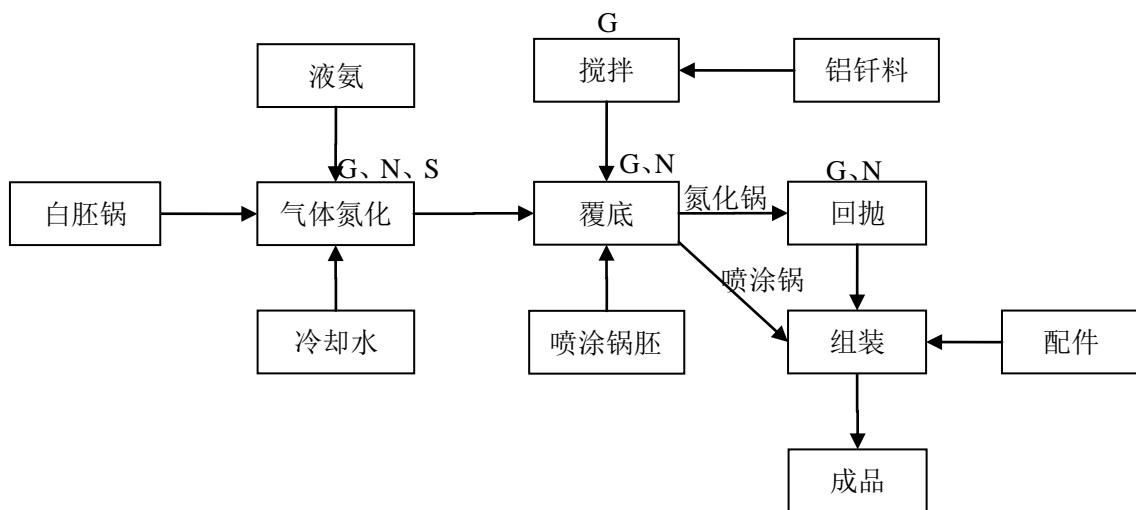 G
液氨
搅拌
铝钎料
G、N、S
G、N
G、N
白胚锅
气体氮化
覆底
氮化锅
回抛
喷涂锅
冷却水
喷涂锅胚
组装
配件
成品